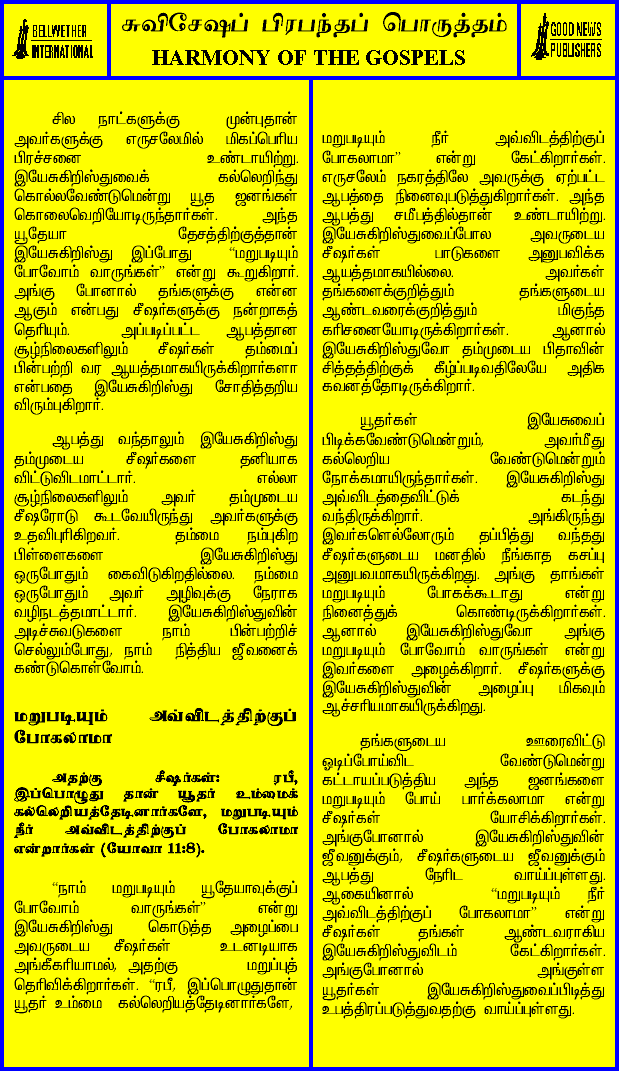 BELLWETHER
INTERNATIONAL
சுவிசேஷப் பிரபந்தப் பொருத்தம்
HARMONY OF THE GOSPELS
GOOD NEWS
PUBLISHERS
சில நாட்களுக்கு முன்புதான்
அவர்களுக்கு எருசலேமில் மிகப்பெரிய
பிரச்சனை உண்டாயிற்று.
இயேசுகிறிஸ்துவைக் கல்லெறிந்து
கொல்லவேண்டுமென்று யூத ஜனங்கள்
கொலைவெறியோடிருந்தார்கள். அந்த
யூதேயா தேசத்திற்குத்தான்
இயேசுகிறிஸ்து இப்போது “மறுபடியும்
போவோம் வாருங்கள்” என்று கூறுகிறார்.
அங்கு போனால் தங்களுக்கு என்ன
ஆகும் என்பது சீஷர்களுக்கு நன்றாகத்
தெரியும். அப்படிப்பட்ட ஆபத்தான
சூழ்நிலைகளிலும் சீஷர்கள் தம்மைப்
பின்பற்றி வர ஆயத்தமாகயிருக்கிறார்களா
என்பதை இயேசுகிறிஸ்து சோதித்தறிய
விரும்புகிறார்.
ஆபத்து வந்தாலும் இயேசுகிறிஸ்து
தம்முடைய சீஷர்களை தனியாக
விட்டுவிடமாட்டார். எல்லா
சூழ்நிலைகளிலும் அவர் தம்முடைய
சீஷரோடு கூடவேயிருந்து அவர்களுக்கு
உதவிபுரிகிறவர். தம்மை நம்புகிற
பிள்ளைகளை இயேசுகிறிஸ்து
ஒருபோதும் கைவிடுகிறதில்லை. நம்மை
ஒருபோதும் அவர் அழிவுக்கு நேராக
வழிநடத்தமாட்டார். இயேசுகிறிஸ்துவின்
அடிச்சுவடுகளை நாம் பின்பற்றிச்
செல்லும்போது, நாம் நித்திய ஜீவனைக்
கண்டுகொள்வோம்.
மறுபடியும் அவ்விடத்திற்குப்
போகலாமா
அதற்கு சீஷர்கள்: ரபீ,
இப்பொழுது தான் யூதர் உம்மைக்
கல்லெறியத்தேடினார்களே, மறுபடியும்
நீர் அவ்விடத்திற்குப் போகலாமா
என்றார்கள் (யோவா 11:8).
“நாம் மறுபடியும் யூதேயாவுக்குப்
போவோம் வாருங்கள்” என்று
இயேசுகிறிஸ்து கொடுத்த அழைப்பை
அவருடைய சீஷர்கள் உடனடியாக
அங்கீகரியாமல், அதற்கு மறுப்புத்
தெரிவிக்கிறார்கள். “ரபீ, இப்பொழுதுதான்
யூதர் உம்மை கல்லெறியத்தேடினார்களே,
மறுபடியும் நீர் அவ்விடத்திற்குப்
போகலாமா” என்று கேட்கிறார்கள்.
எருசலேம் நகரத்திலே அவருக்கு ஏற்பட்ட
ஆபத்தை நினைவுபடுத்துகிறார்கள். அந்த
ஆபத்து சமீபத்தில்தான் உண்டாயிற்று.
இயேசுகிறிஸ்துவைப்போல அவருடைய
சீஷர்கள் பாடுகளை அனுபவிக்க
ஆயத்தமாகயில்லை. அவர்கள்
தங்களைக்குறித்தும் தங்களுடைய
ஆண்டவரைக்குறித்தும் மிகுந்த
கரிசனையோடிருக்கிறார்கள். ஆனால்
இயேசுகிறிஸ்துவோ தம்முடைய பிதாவின்
சித்தத்திற்குக் கீழ்ப்படிவதிலேயே அதிக
கவனத்தோடிருக்கிறார்.
யூதர்கள் இயேசுவைப்
பிடிக்கவேண்டுமென்றும், அவர்மீது
கல்லெறிய வேண்டுமென்றும்
நோக்கமாயிருந்தார்கள். இயேசுகிறிஸ்து
அவ்விடத்தைவிட்டுக் கடந்து
வந்திருக்கிறார். அங்கிருந்து
இவர்களெல்லோரும் தப்பித்து வந்தது
சீஷர்களுடைய மனதில் நீங்காத கசப்பு
அனுபவமாகயிருக்கிறது. அங்கு தாங்கள்
மறுபடியும் போகக்கூடாது என்று
நினைத்துக் கொண்டிருக்கிறார்கள்.
ஆனால் இயேசுகிறிஸ்துவோ அங்கு
மறுபடியும் போவோம் வாருங்கள் என்று
இவர்களை அழைக்கிறார். சீஷர்களுக்கு
இயேசுகிறிஸ்துவின் அழைப்பு மிகவும்
ஆச்சரியமாகயிருக்கிறது.
தங்களுடைய ஊரைவிட்டு
ஓடிப்போய்விட வேண்டுமென்று
கட்டாயப்படுத்திய அந்த ஜனங்களை
மறுபடியும் போய் பார்க்கலாமா என்று
சீஷர்கள் யோசிக்கிறார்கள்.
அங்குபோனால் இயேசுகிறிஸ்துவின்
ஜீவனுக்கும், சீஷர்களுடைய ஜீவனுக்கும்
ஆபத்து நேரிட வாய்ப்புள்ளது.
ஆகையினால் “மறுபடியும் நீர்
அவ்விடத்திற்குப் போகலாமா” என்று
சீஷர்கள் தங்கள் ஆண்டவராகிய
இயேசுகிறிஸ்துவிடம் கேட்கிறார்கள்.
அங்குபோனால் அங்குள்ள
யூதர்கள் இயேசுகிறிஸ்துவைப்பிடித்து
உபத்திரப்படுத்துவதற்கு வாய்ப்புள்ளது.